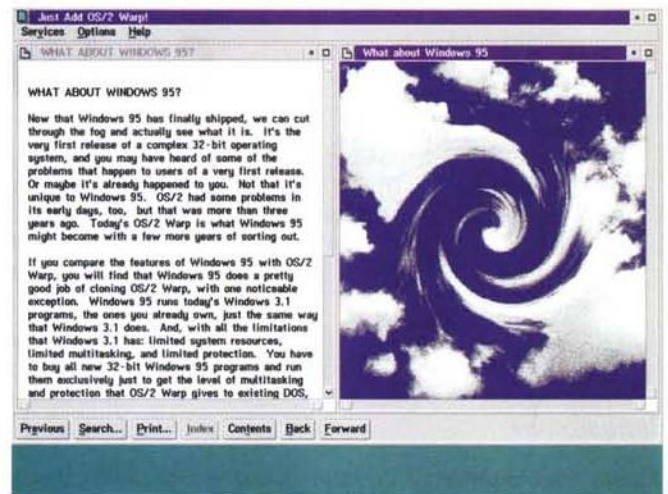 Just Add OS/2 Warp!
Services Options Help
WHAT ABOUT WINDOWS 95?
WHAT ABOUT WINDOWS 95?
Now that Windows 95 has finally shipped, we can cut
through the fog and actually see what it is. It's the
very first release of a complex 32-bit operating
system, and you may have heard of some of the
problems that happen to users of a very first release.
Or maybe it's already happened to you. Not that it's
unique to Windows 95. OS/2 had some problems in
its early days, too, but that was more than three
years ago. Today's OS/2 Warp is what Windows 95
might become with a few more years of sorting out.
If you compare the features of Windows 95 with OS/2
Warp, you will find that Windows 95 does a pretty
good job of cloning OS/2 Warp, with one noticeable
exception. Windows 95 runs today's Windows 3.1
programs, the ones you already own, just the same way
that Windows 3.1 does. And, with all the limitations
that Windows 3.1 has: limited system resources,
limited multitasking, and limited protection. You have
to buy all new 32-bit Windows 95 programs and run
them exclusively just to get the level of multitasking
and protection that OS/2 Warp gives to existing DOS,
What about Windows 95
Previous Search... Print... Index Contents Back Forward